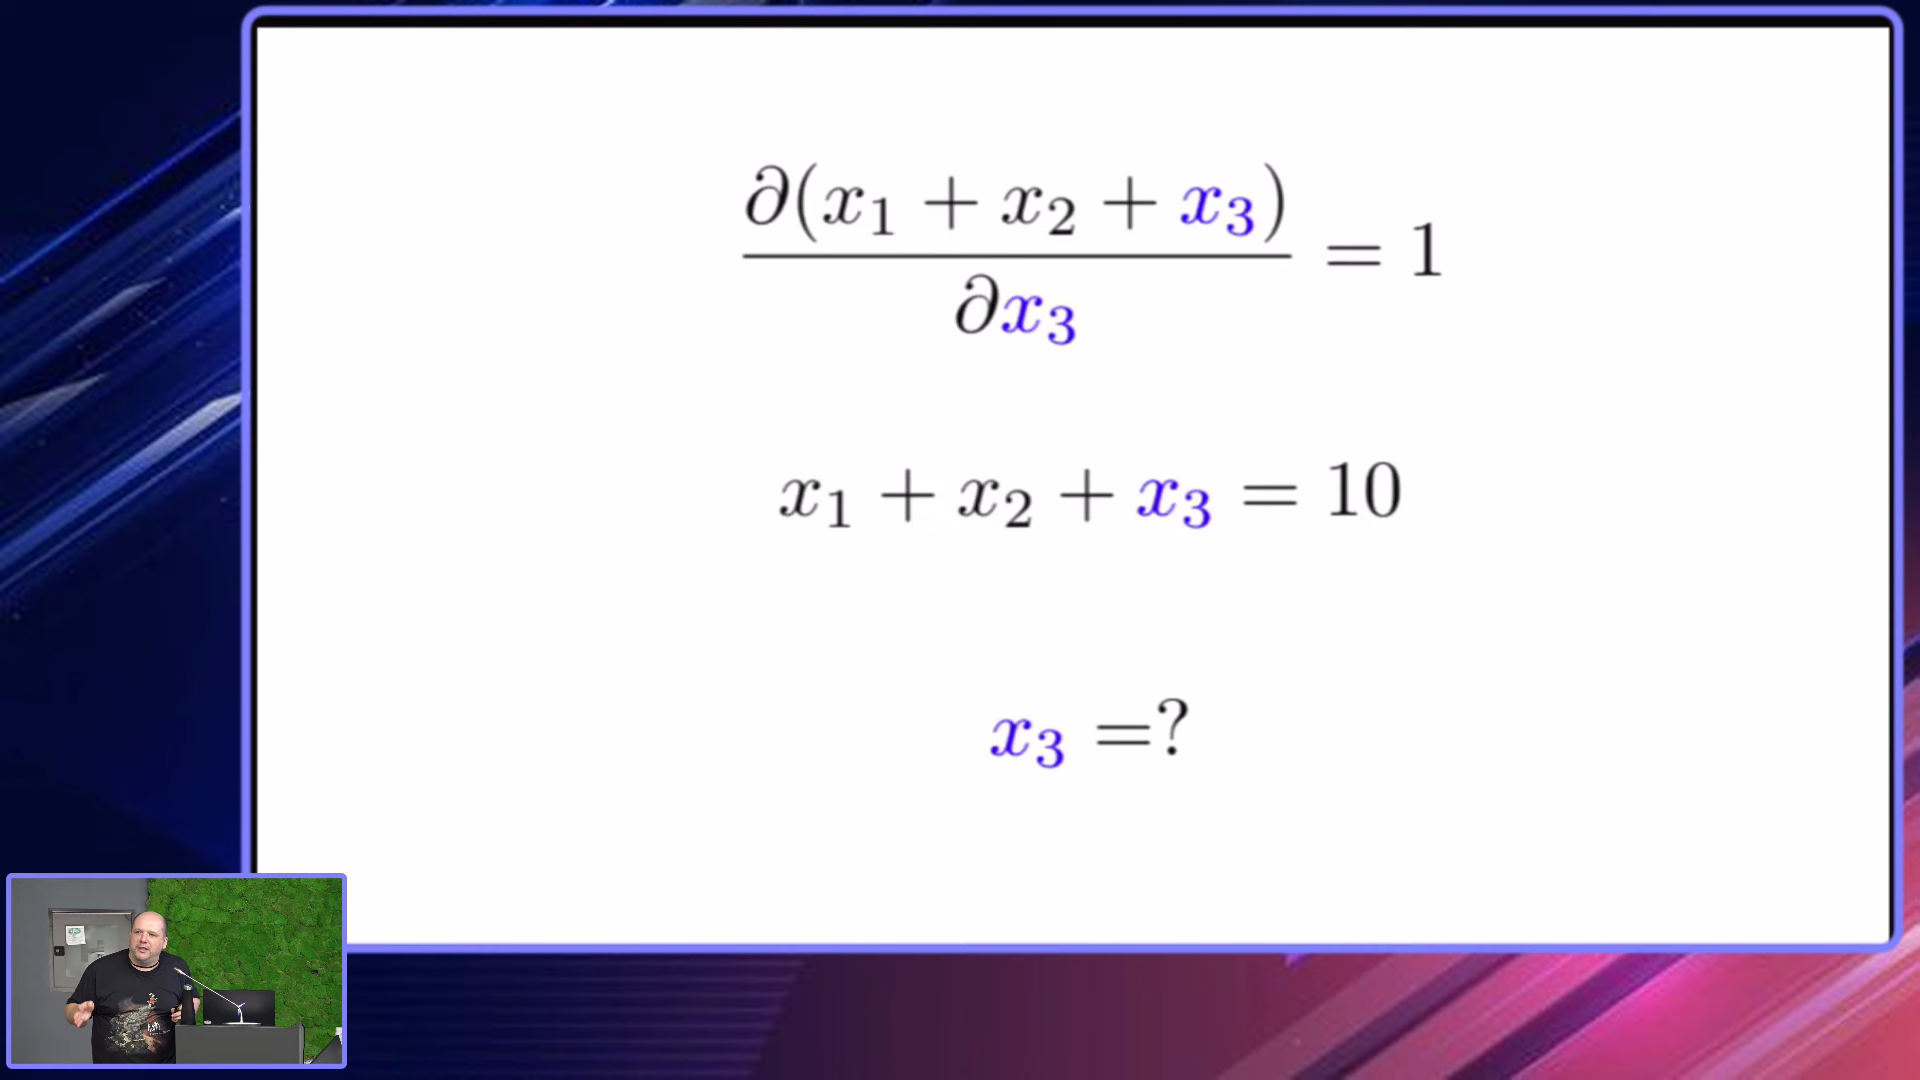 ∂(x₁ + x₂ + x₃)
∂x₃
= 1
x₁ + x₂ + x₃ = 10
x₃ =?